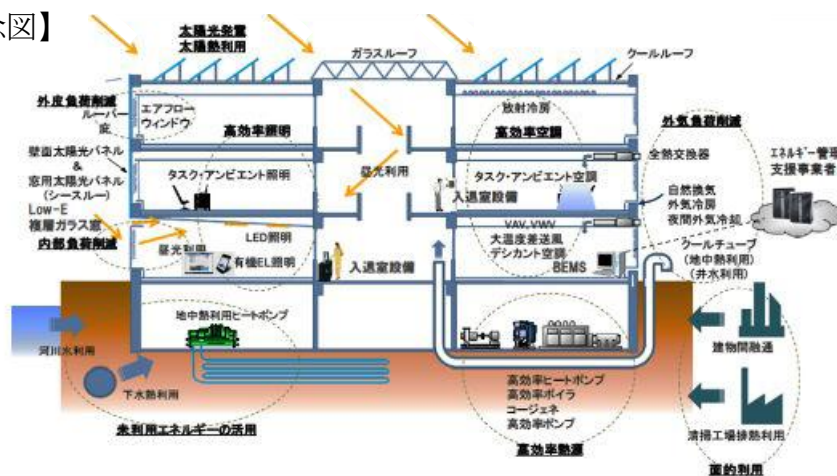 念図】
太陽光発電
太陽熱利用
ガラスルーフ
クールルーフ
外皮負荷削減
ルーバー
庇
エアフロー
ウィンドウ
高効率照明
放射冷房
高効率空調
外気負荷削減
壁面太陽光パネル
&
窓用太陽光パネル
(シースルー)
Low-E
複層ガラス窓
タスク・アンビエント照明
昼光利用
タスク・アンビエント空調
入退室設備
全熱交換器
エネルギー管理
支援事業者
自然換気
外気冷房
夜間外気冷却
内部負荷削減
昼光利用
LED照明
有機EL照明
入退室設備
VAV、VWV
大温度差送風
デシカント空調
BEMS
クールチューブ
(地中熱利用)
(井水利用)
地中熱利用ヒートポンプ
河川水利用
下水熱利用
未利用エネルギーの活用
高効率ヒートポンプ
高効率ボイラ
コージェネ
高効率ポンプ
高効率熱源
建物間融通
清掃工場排熱利用
面的利用